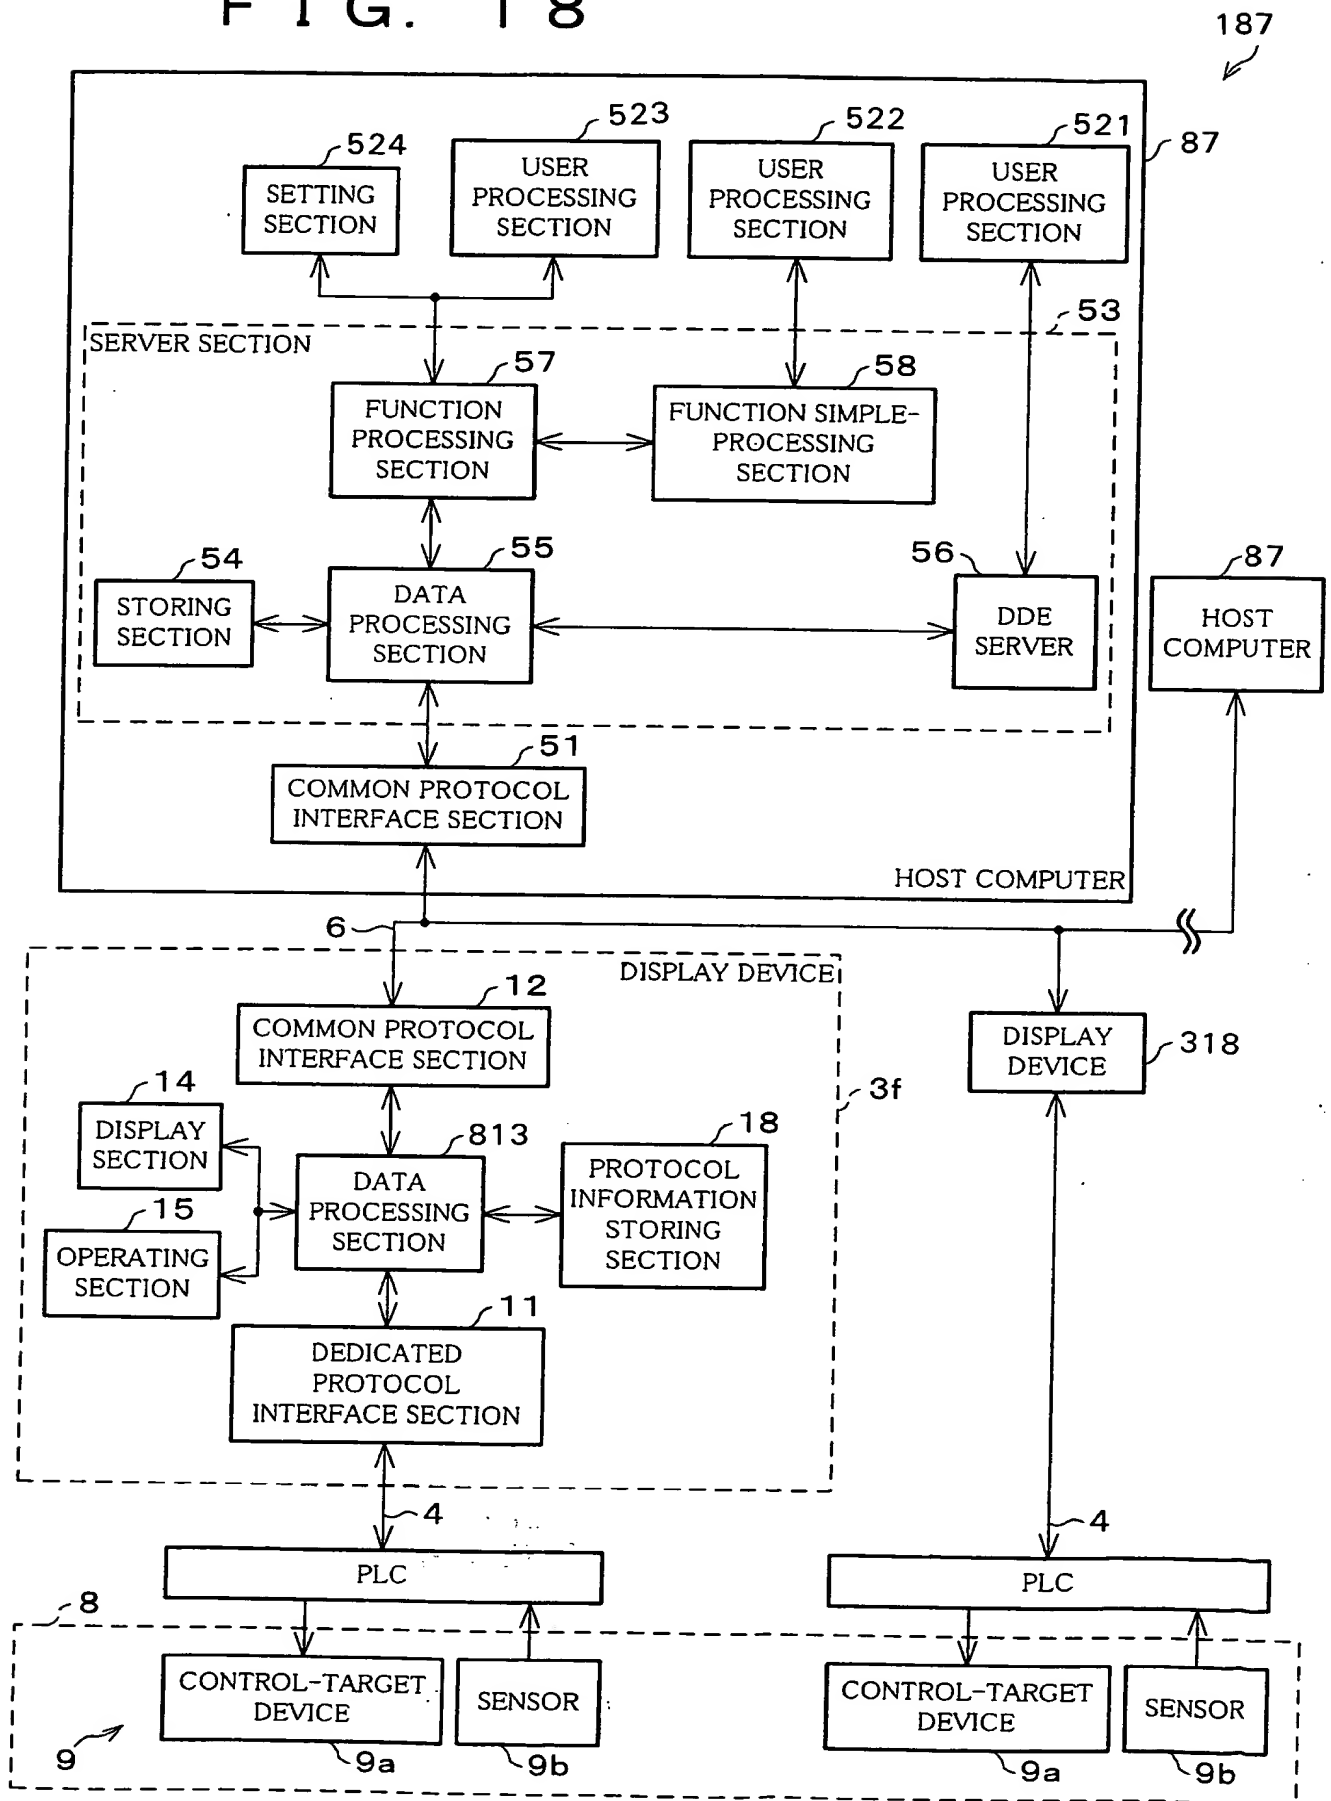 FIG. 18
187
523
522
521
524
87
USER
PROCESSING
SECTION
USER
PROCESSING
SECTION
USER
PROCESSING
SECTION
SETTING
SECTION
53
SERVER SECTION
57
58
FUNCTION
PROCESSING
SECTION
FUNCTION SIMPLE-
PROCESSING
SECTION
54
55
56
87
STORING
SECTION
DATA
PROCESSING
SECTION
DDE
SERVER
HOST
COMPUTER
51
COMMON PROTOCOL
INTERFACE SECTION
HOST COMPUTER
6
DISPLAY DEVICE
12
COMMON PROTOCOL
INTERFACE SECTION
DISPLAY
DEVICE
318
3f
14
813
18
DISPLAY
SECTION
DATA
PROCESSING
SECTION
PROTOCOL
INFORMATION
STORING
SECTION
15
OPERATING
SECTION
11
DEDICATED
PROTOCOL
INTERFACE SECTION
4
4
PLC
PLC
8
CONTROL-TARGET
DEVICE
SENSOR
CONTROL-TARGET
DEVICE
SENSOR
9
9a
9b
9a
9b